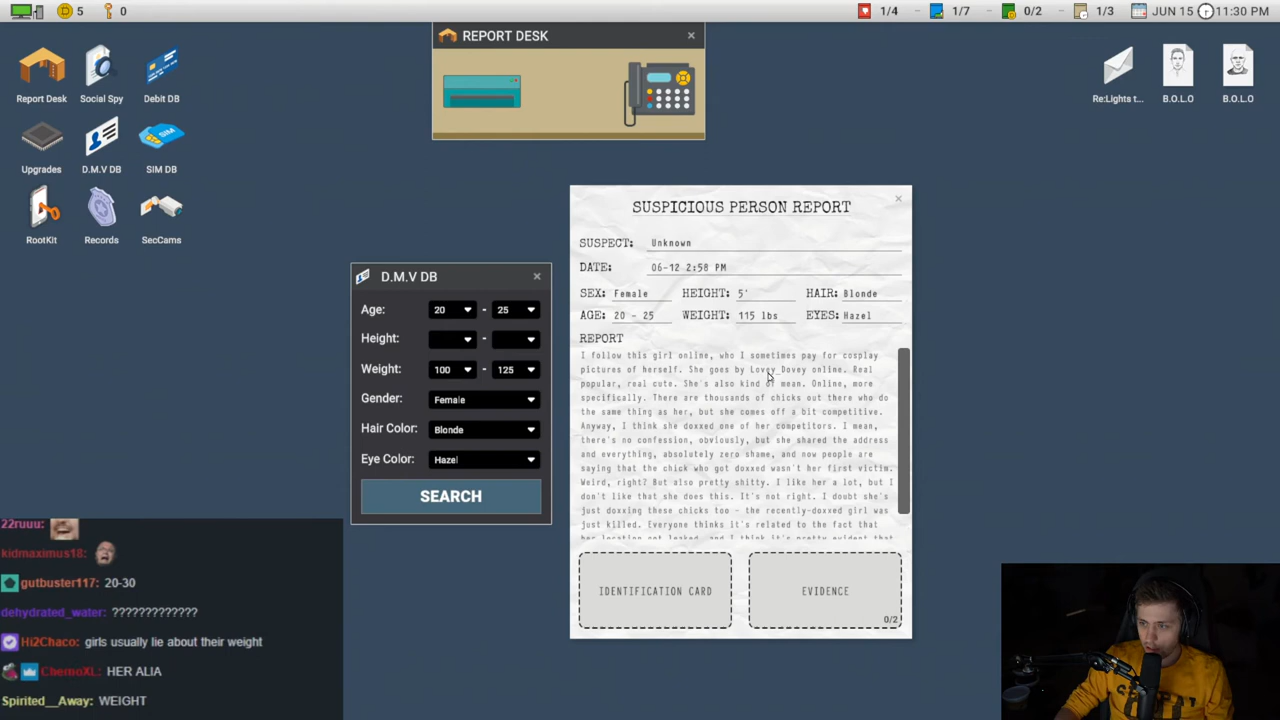 5 0
1/4 1/7 0/2 1/3 JUN 15 11:30 PM
REPORT DESK
Report Desk Social Spy Debit DB
Upgrades D.M.V DB SIM DB
RootKit Records SecCams
Re:Lights t... B.O.L.O B.O.L.O
D.M.V DB
Age: 20 - 25
Height: -
Weight: 100 - 125
Gender: Female
Hair Color: Blonde
Eye Color: Hazel
SEARCH
SUSPICIOUS PERSON REPORT
SUSPECT: Unknown
DATE: 06-12 2:58 PM
SEX: Female HEIGHT: 5' HAIR: Blonde
AGE: 20 - 25 WEIGHT: 115 lbs EYES: Hazel
REPORT
I follow this girl online, who I sometimes pay for cosplay
pictures of herself. She goes by Lovey Dovey online. Real
popular, real cute. She's also kind of mean. Online, more
specifically. There are thousands of chicks out there who do
the same thing as her, but she comes off a bit competitive.
Anyway, I think she doxxed one of her competitors. I mean,
there's no confession, obviously, but she shared the address
and everything, absolutely zero shame, and now people are
saying that the chick who got doxxed wasn't her first victim.
Weird, right? But also pretty shitty. I like her a lot, but I
don't like that she does this. It's not right. I doubt she's
just doxxing these chicks too - the recently-doxxed girl was
just killed. Everyone thinks it's related to the fact that
her location got leaked, and I think it's pretty evident that
IDENTIFICATION CARD
EVIDENCE
0/2
22ruuu:
kidmaximus18:
gutbuster117: 20-30
dehydrated_water: ?????????????
Hi2Chaco: girls usually lie about their weight
ChemoXL: HER ALIA
Spirited__Away: WEIGHT